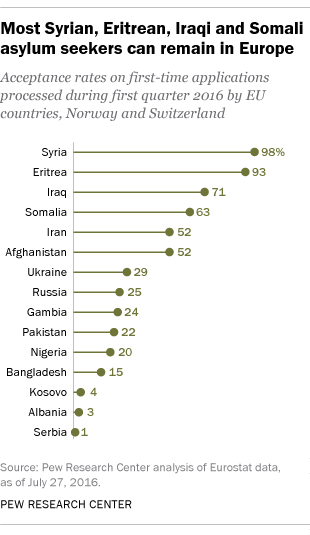 Most Syrian, Eritrean, Iraqi and Somali
asylum seekers can remain in Europe
Acceptance rates on first-time applications
processed during first quarter 2016 by EU
countries, Norway and Switzerland
Syria 98%
Eritrea 93
Iraq 71
Somalia 63
Iran 52
Afghanistan 52
Ukraine 29
Russia 25
Gambia 24
Pakistan 22
Nigeria 20
Bangladesh 15
Kosovo 4
Albania 3
Serbia 1
Source: Pew Research Center analysis of Eurostat data,
as of July 27, 2016.
PEW RESEARCH CENTER